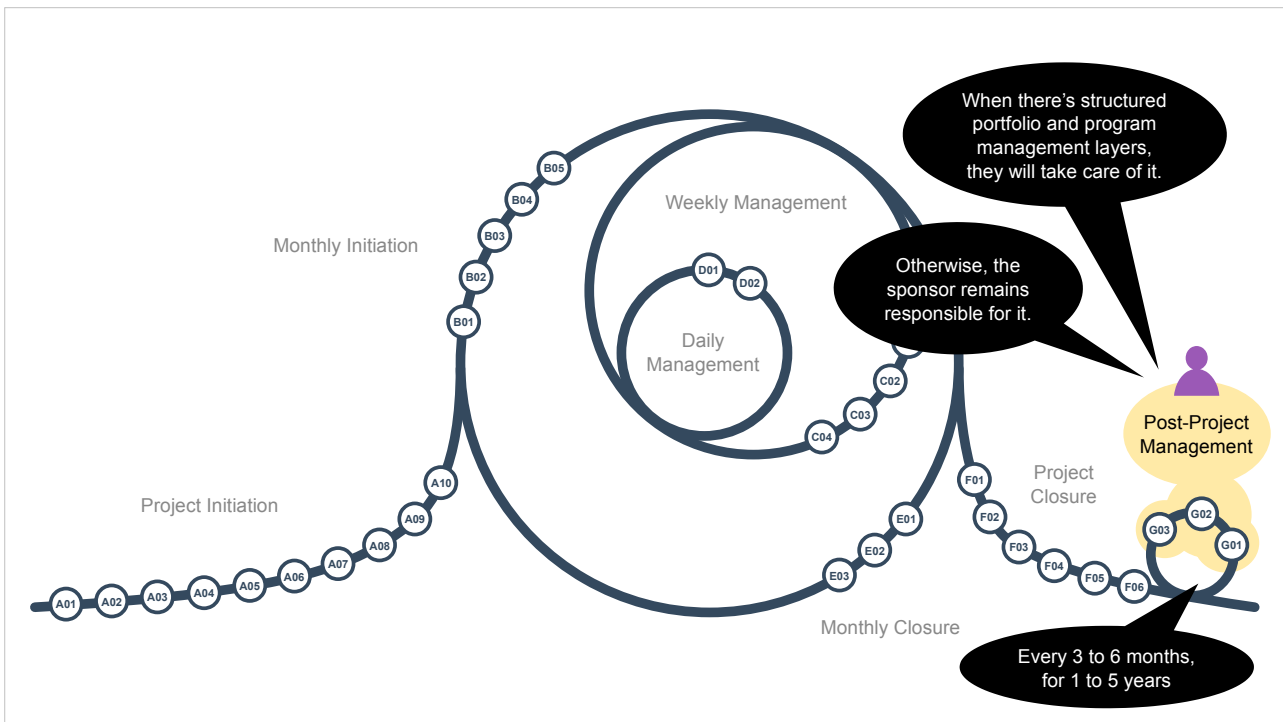 When there's structured
portfolio and program
management layers,
they will take care of it.
Otherwise, the
sponsor remains
responsible for it.
Monthly Initiation
Weekly Management
Daily
Management
Project Initiation
Monthly Closure
Project
Closure
Post-Project
Management
Every 3 to 6 months,
for 1 to 5 years
A01
A02
A03
A04
A05
A06
A07
A08
A09
A10
B01
B02
B03
B04
B05
D01
D02
C02
C03
C04
E01
E02
E03
F01
F02
F03
F04
F05
F06
G03
G02
G01